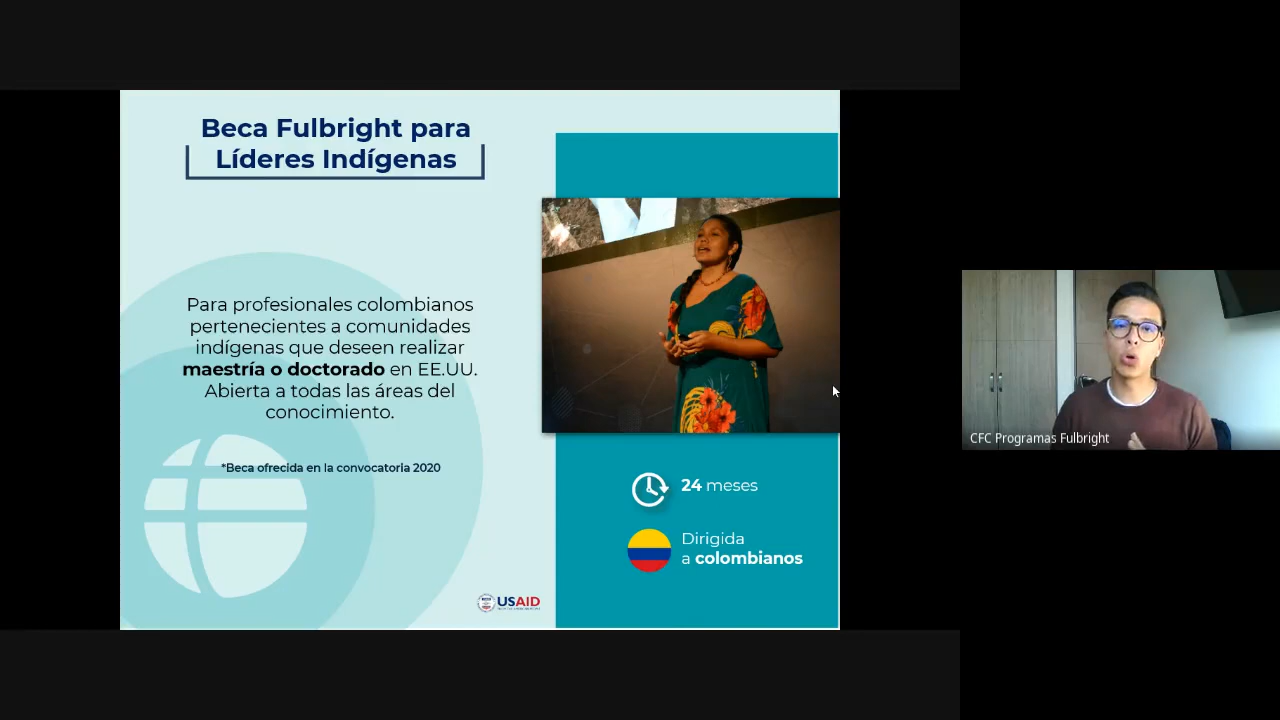 Beca Fulbright para
Líderes Indígenas
Para profesionales colombianos
pertenecientes a comunidades
indígenas que deseen realizar
maestría o doctorado en EE.UU.
Abierta a todas las áreas del
conocimiento.
*Beca ofrecida en la convocatoria 2020
USAID
24 meses
Dirigida
a colombianos
CFC Programas Fulbright